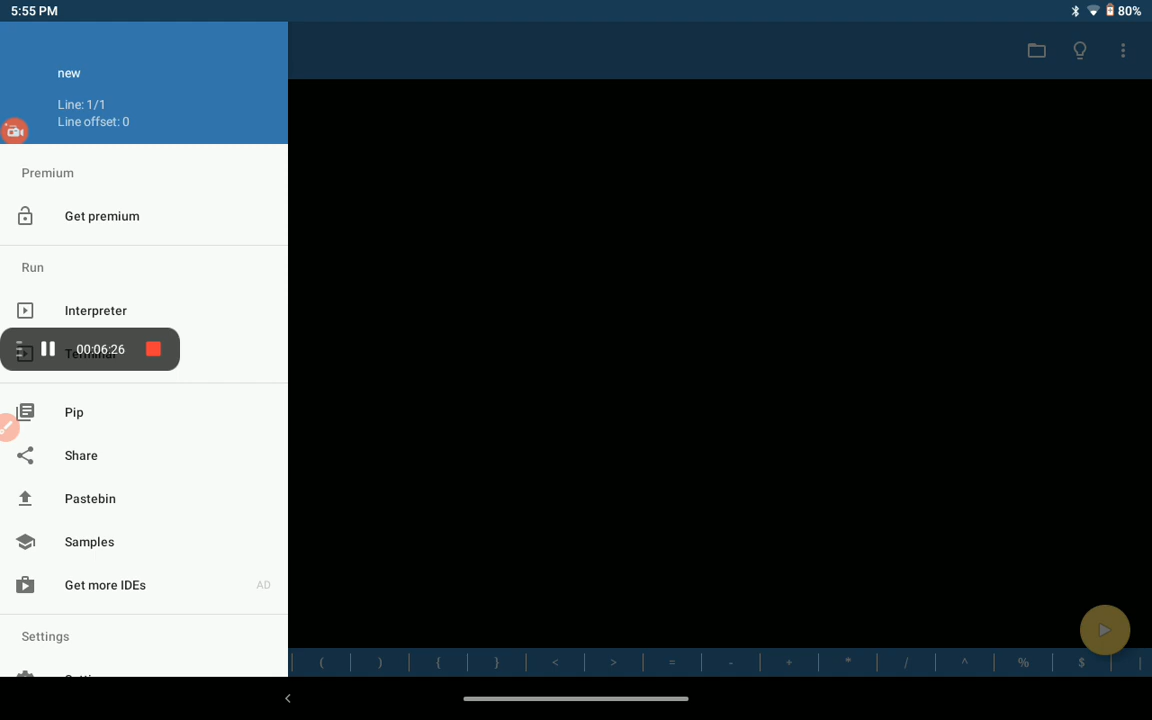 5:55 PM
80%
new
Line: 1/1
Line offset: 0
Premium
Get premium
Run
Interpreter
00:06:26
Terminal
Pip
Share
Pastebin
Samples
Get more IDEs AD
Settings
( ) { } < > = - + * / ^ % $ |